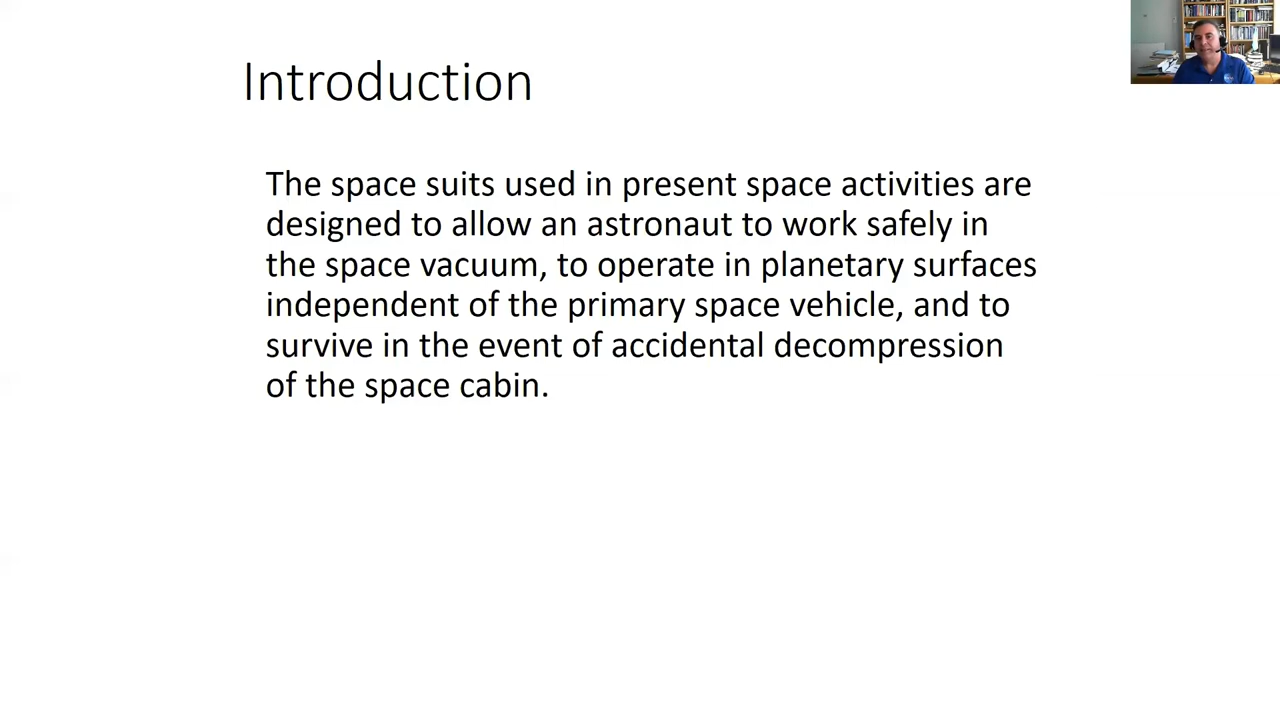 Introduction
The space suits used in present space activities are
designed to allow an astronaut to work safely in
the space vacuum, to operate in planetary surfaces
independent of the primary space vehicle, and to
survive in the event of accidental decompression
of the space cabin.